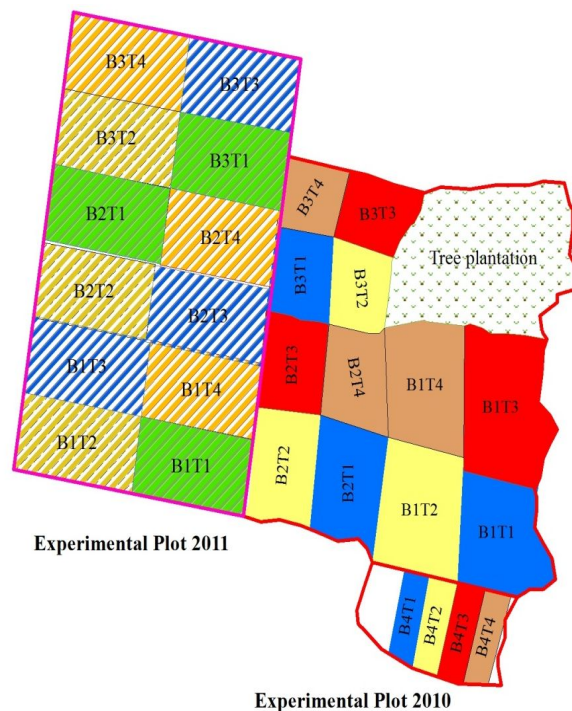 B3T4
B3T3
B3T2
B3T1
B2T1
B2T4
B2T2
B2T3
B1T3
B1T4
B1T2
B1T1
Experimental Plot 2011
B3T4
B3T3
Tree plantation
B3T1
B3T2
B2T3
B2T4
B1T4
B1T3
B2T2
B2T1
B1T2
B1T1
B4T1
B4T2
B4T3
B4T4
Experimental Plot 2010